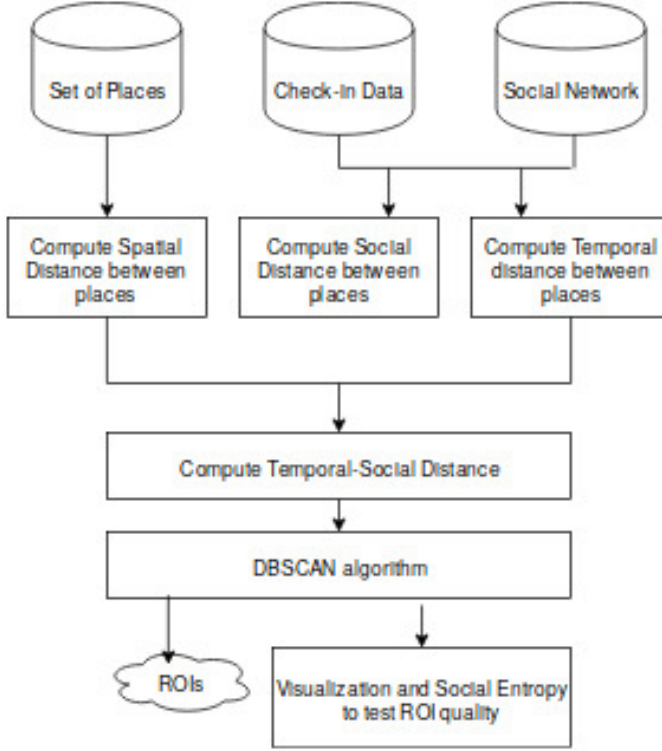 Set of Places
Check-in Data
Social Network
Compute Spatial
Distance between
places
Compute Social
Distance between
places
Compute Temporal
distance between
places
Compute Temporal-Social Distance
DBSCAN algorithm
ROIs
Visualization and Social Entropy
to test ROI quality